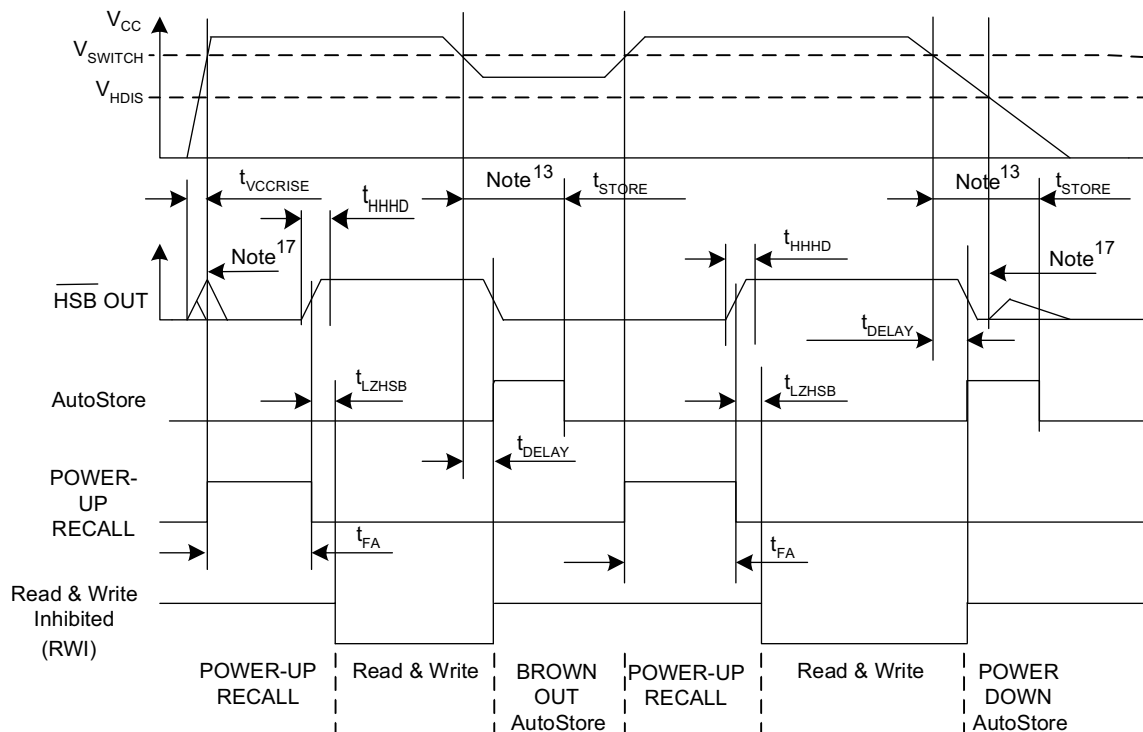 VCC
VSWITCH
VHDIS
tVCCRISE
tHHHD
Note13
tSTORE
Note13
tSTORE
Note17
tHHHD
Note17
HSB OUT
tDELAY
tLZHSB
tLZHSB
AutoStore
tDELAY
POWER-
UP
RECALL
tFA
tFA
Read & Write
Inhibited
(RWI)
POWER-UP
RECALL
Read & Write
BROWN
OUT
AutoStore
POWER-UP
RECALL
Read & Write
POWER
DOWN
AutoStore